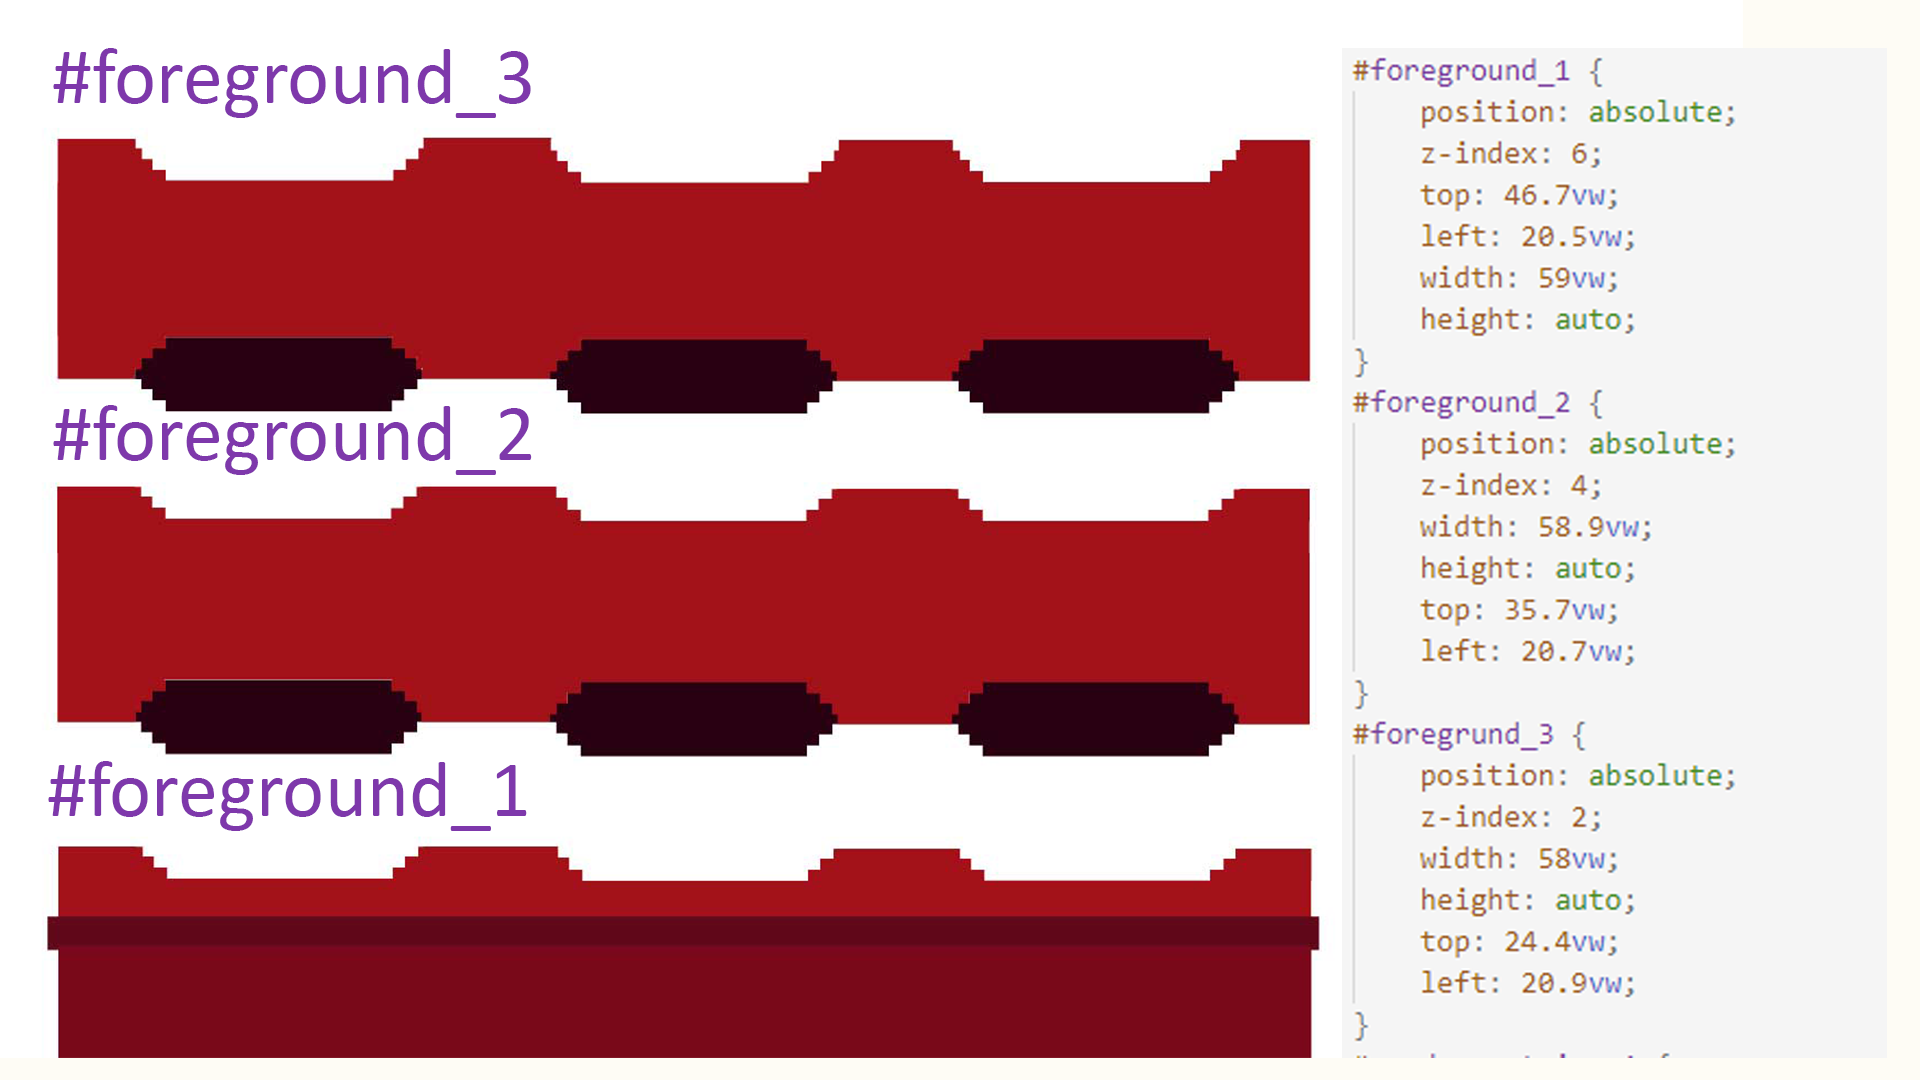 #foreground_3
#foreground_2
#foreground_1
#foreground_1 {
position: absolute;
z-index: 6;
top: 46.7vw;
left: 20.5vw;
width: 59vw;
height: auto;
}
#foreground_2 {
position: absolute;
z-index: 4;
width: 58.9vw;
height: auto;
top: 35.7vw;
left: 20.7vw;
}
#foregrund_3 {
position: absolute;
z-index: 2;
width: 58vw;
height: auto;
top: 24.4vw;
left: 20.9vw;
}